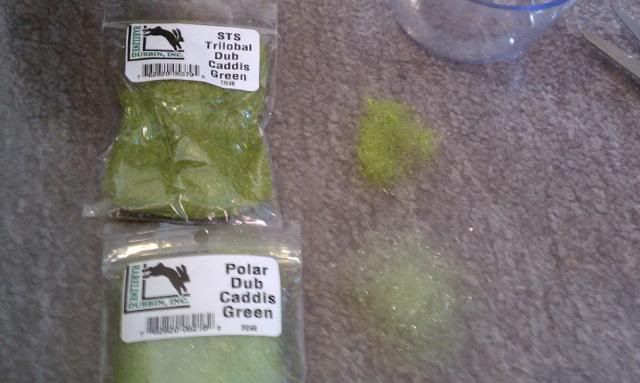 HARELINE
DUBBIN, INC.
STS
Trilobal
Dub
Caddis
Green
HARELINE
DUBBIN, INC.
Polar
Dub
Caddis
Green